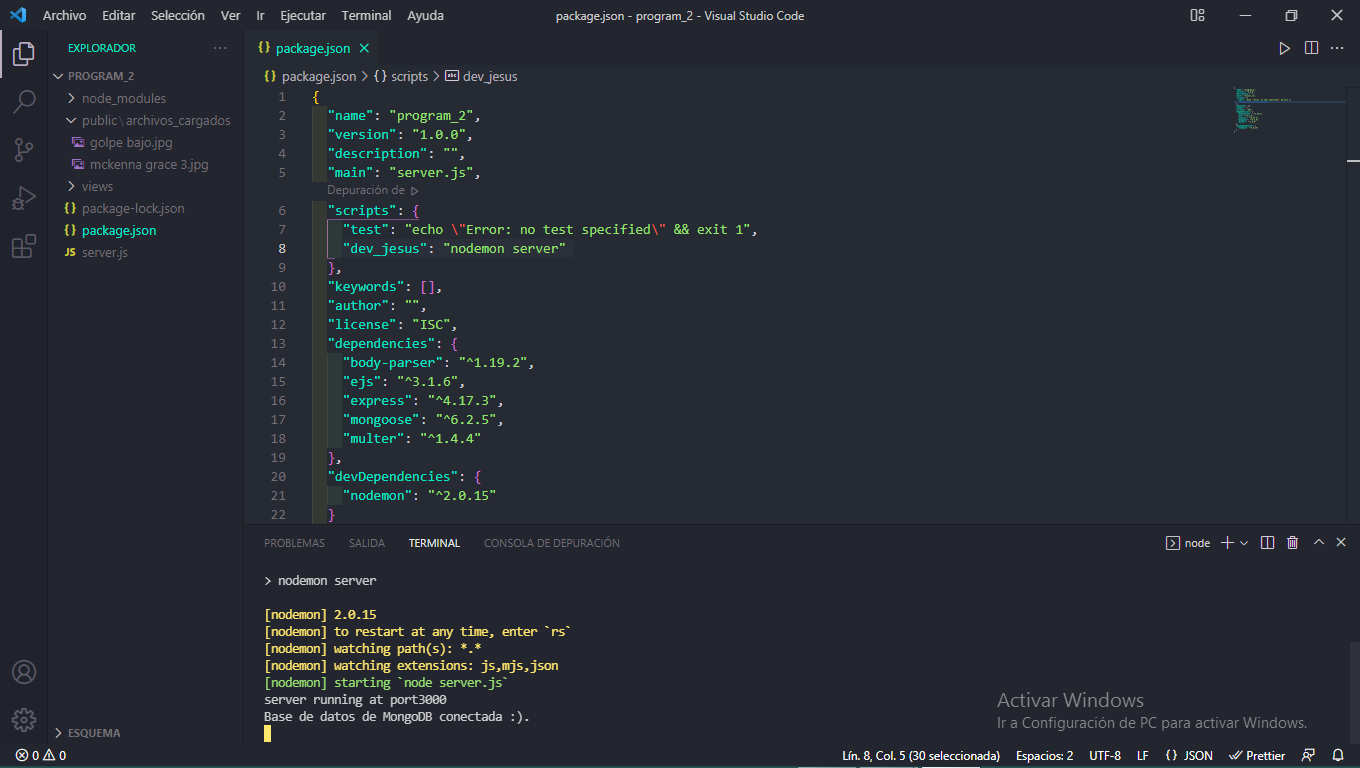 Archivo Editar Selección Ver Ir Ejecutar Terminal Ayuda package.json - program_2 - Visual Studio Code
EXPLORADOR
PROGRAM_2
node_modules
public\archivos_cargados
golpe bajo.jpg
mckenna grace 3.jpg
views
{} package-lock.json
{} package.json
JS server.js
ESQUEMA
{} package.json
{} package.json > {} scripts > abc dev_jesus
1 {
2 "name": "program_2",
3 "version": "1.0.0",
4 "description": "",
5 "main": "server.js",
Depuración de
6 "scripts": {
7 "test": "echo \"Error: no test specified\" && exit 1",
8 "dev_jesus": "nodemon server"
9 },
10 "keywords": [],
11 "author": "",
12 "license": "ISC",
13 "dependencies": {
14 "body-parser": "^1.19.2",
15 "ejs": "^3.1.6",
16 "express": "^4.17.3",
17 "mongoose": "^6.2.5",
18 "multer": "^1.4.4"
19 },
20 "devDependencies": {
21 "nodemon": "^2.0.15"
22 }
PROBLEMAS SALIDA TERMINAL CONSOLA DE DEPURACIÓN node
> nodemon server
[nodemon] 2.0.15
[nodemon] to restart at any time, enter `rs`
[nodemon] watching path(s): *.*
[nodemon] watching extensions: js,mjs,json
[nodemon] starting `node server.js`
server running at port3000
Base de datos de MongoDB conectada :).
Activar Windows
Ir a Configuración de PC para activar Windows.
0 0 Lín. 8, Col. 5 (30 seleccionada) Espacios: 2 UTF-8 LF {} JSON Prettier